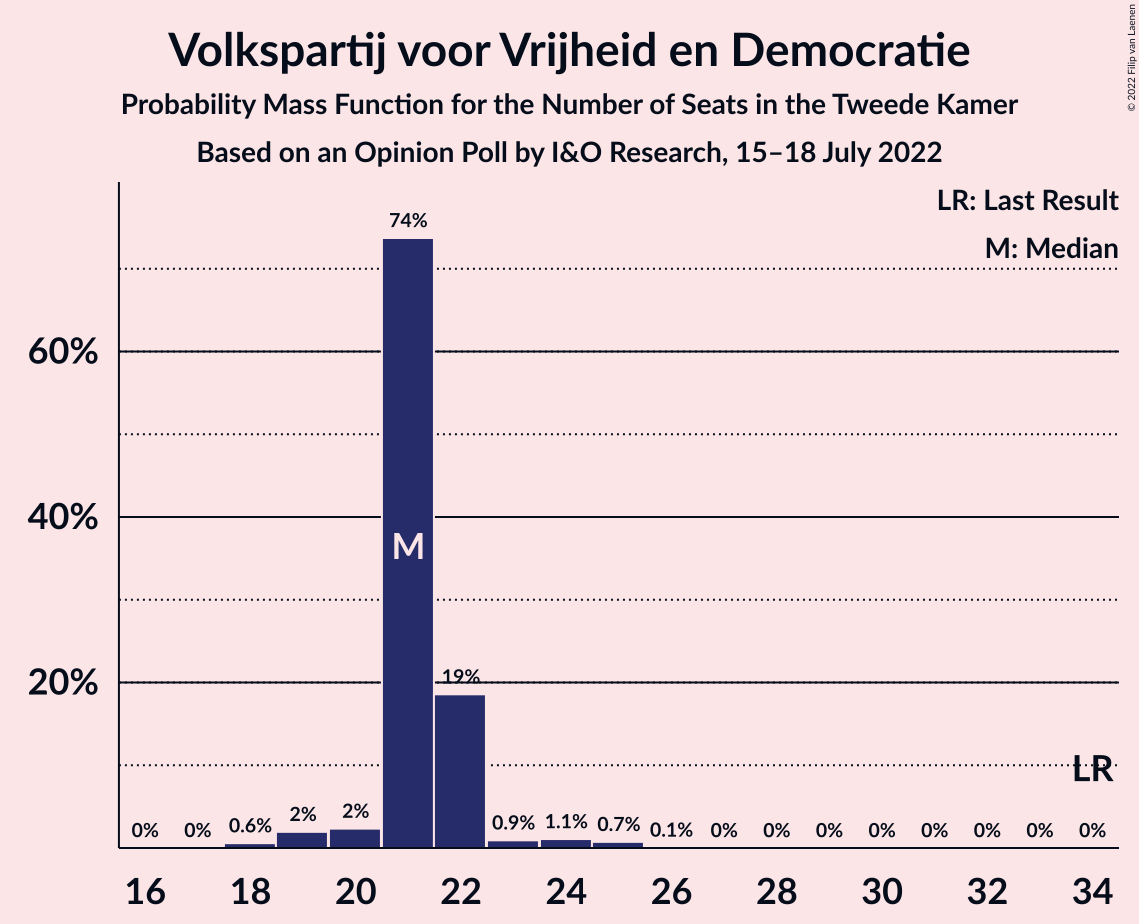 Volkspartij voor Vrijheid en Democratie
Probability Mass Function for the Number of Seats in the Tweede Kamer
Based on an Opinion Poll by I&O Research, 15–18 July 2022
© 2022 Filip van Laenen
LR: Last Result
M: Median
60%
40%
20%
0% 0% 0.6% 2% 2% 74% 19% 0.9% 1.1% 0.7% 0.1% 0% 0% 0% 0% 0% 0% 0% 0%
M
LR
16 18 20 22 24 26 28 30 32 34